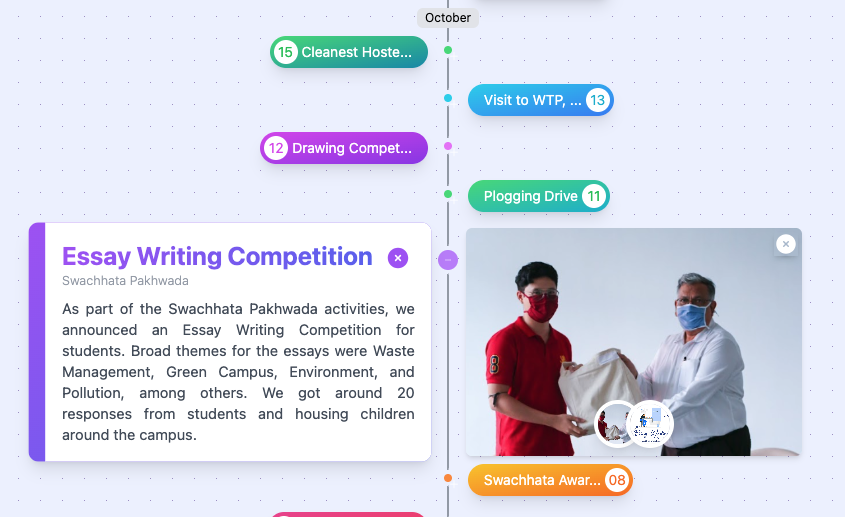 October
15 Cleanest Hoste...
Visit to WTP, ... 13
12 Drawing Compet...
Plogging Drive 11
Essay Writing Competition
Swachhata Pakhwada
As part of the Swachhata Pakhwada activities, we
announced an Essay Writing Competition for
students. Broad themes for the essays were Waste
Management, Green Campus, Environment, and
Pollution, among others. We got around 20
responses from students and housing children
around the campus.
Swachhata Awar... 08